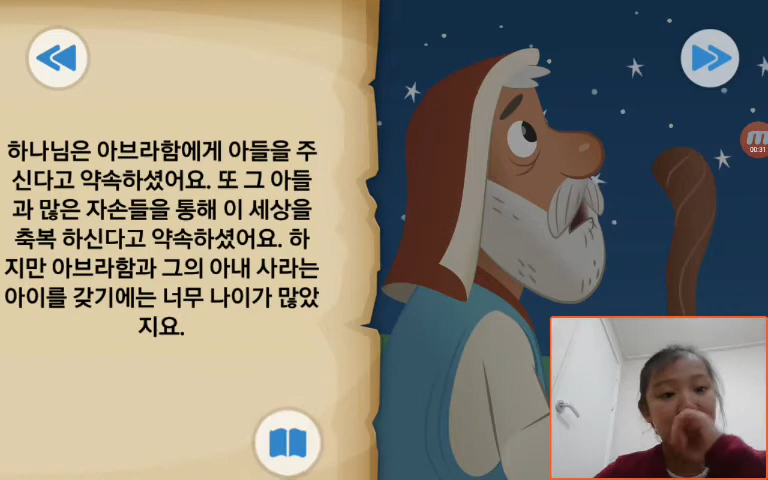 하나님은 아브라함에게 아들을 주
신다고 약속하셨어요. 또 그 아들
과 많은 자손들을 통해 이 세상을
축복 하신다고 약속하셨어요. 하
지만 아브라함과 그의 아내 사라는
아이를 갖기에는 너무 나이가 많았
지요.
00:31